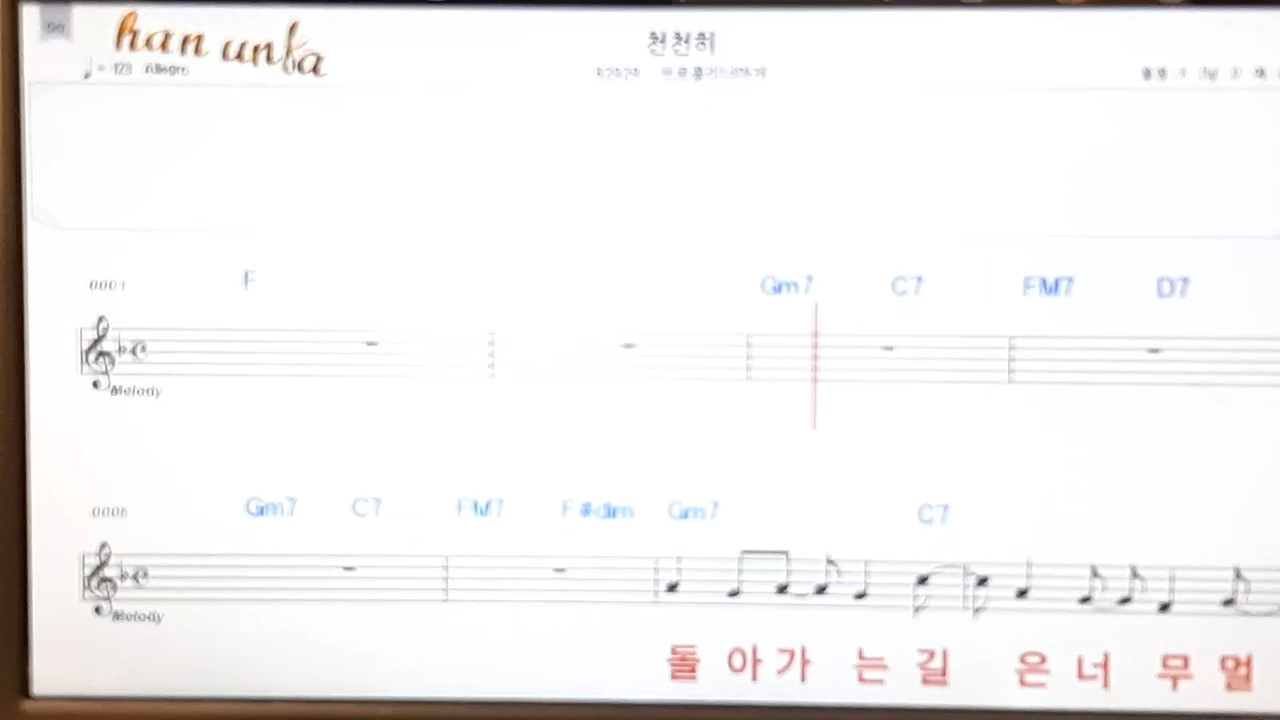 han unfa
천천히
♩= 123 Allegro
0001 F Gm7 C7 FM7 D7
Melody
Gm7 C7 FM7 F#dim Gm7 C7
Melody
돌 아 가 는 길 은 너 무 멀